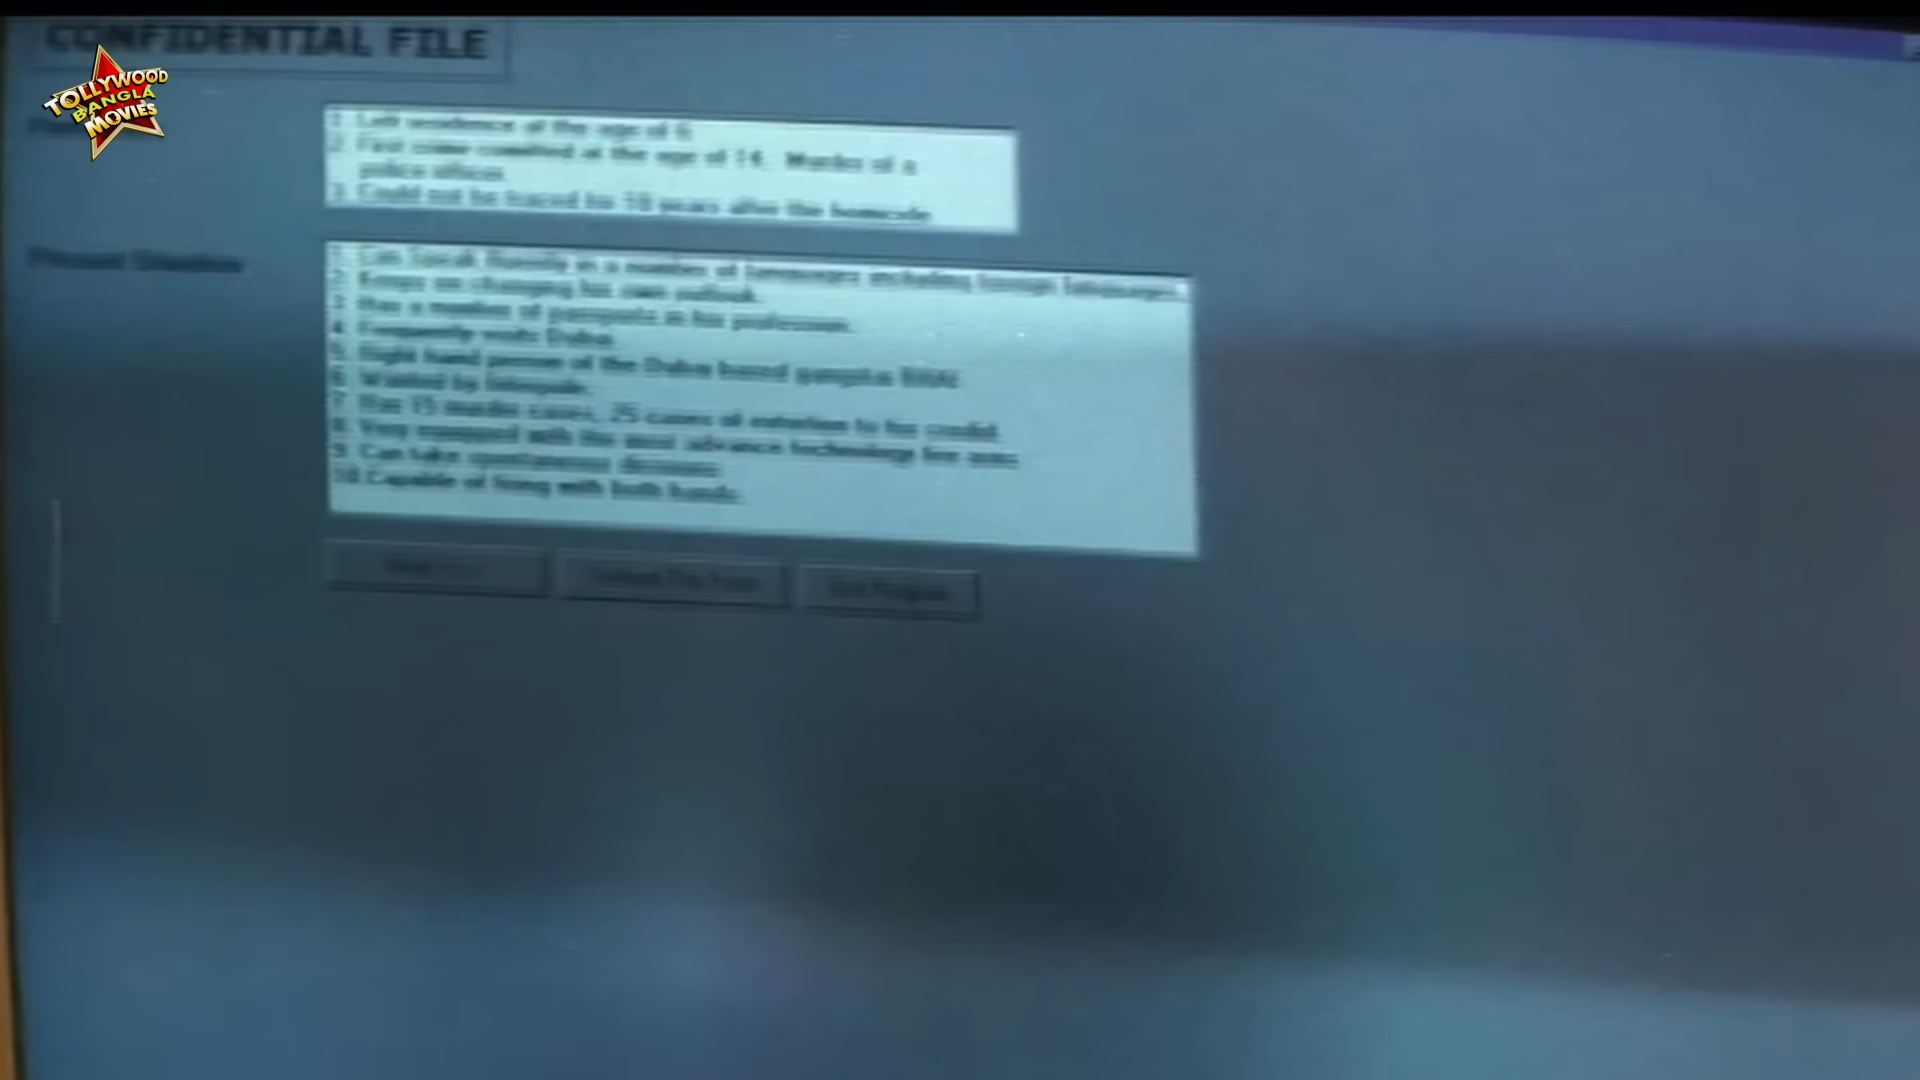 CONFIDENTIAL FILE
TOLLYWOOD
BANGLA
MOVIES
1. Left residence at the age of 6
2. First crime commited at the age of 14. Murder of a
police officer.
3. Could not be traced for 10 years after the homicide
Present Situation
1. Can Speak fluently in a number of languages including foreign languages.
2. Keeps on changing his own outlook.
3. Has a number of passports in his profession.
4. Frequently visits Dubai.
5. Right hand person of the Dubai based gangster BHAI.
6. Wanted by Interpole.
7. Has 15 murder cases, 25 cases of extortion to his credit.
8. Very equipped with the most advance technology fire arms.
9. Can take spontaneous decisions.
10.Capable of firing with both hands.